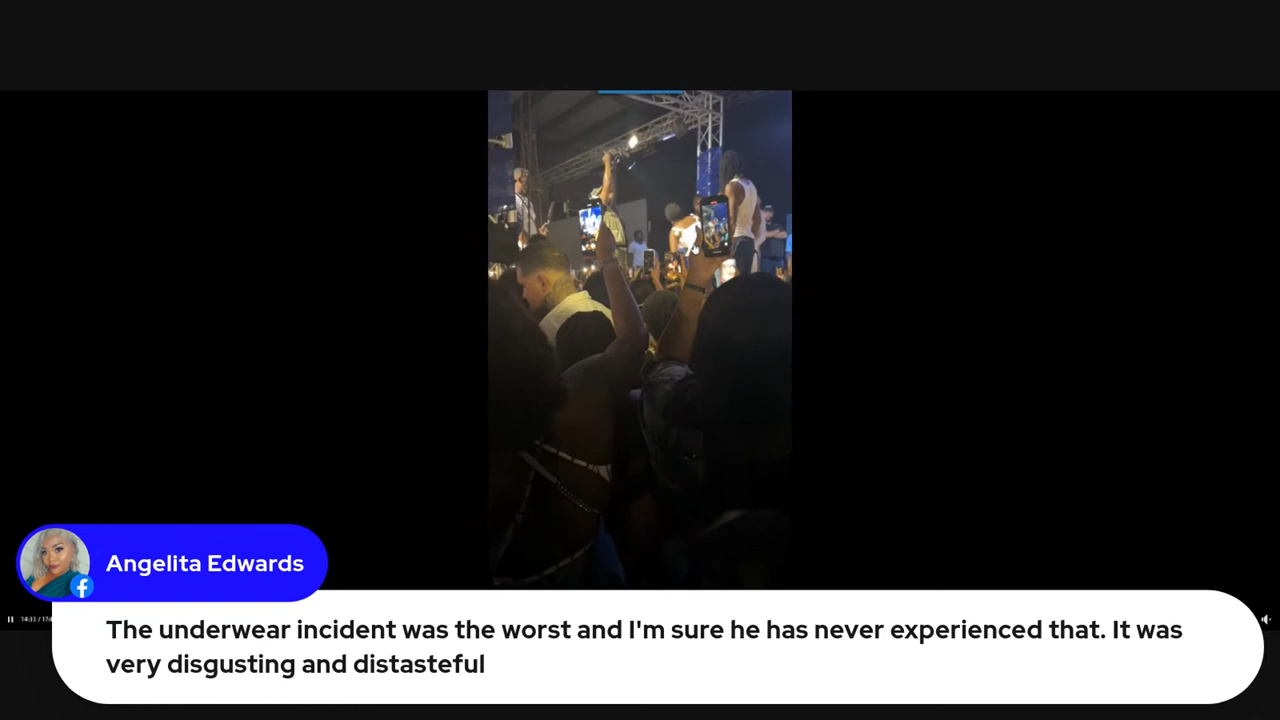 Angelita Edwards
The underwear incident was the worst and I'm sure he has never experienced that. It was
very disgusting and distasteful